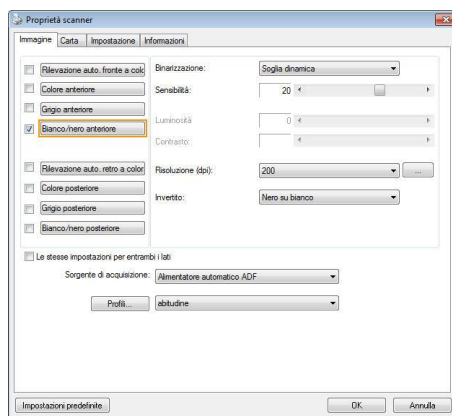 Proprietà scanner
Immagine Carta Impostazione Informazioni
Rilevazione auto. fronte a colo
Colore anteriore
Grigio anteriore
Bianco/nero anteriore
Rilevazione auto. retro a color
Colore posteriore
Grigio posteriore
Bianco/nero posteriore
Binarizzazione: Soglia dinamica
Sensibilità: 20
Luminosità 0
Contrasto:
Risoluzione (dpi): 200 ...
Invertito: Nero su bianco
Le stesse impostazioni per entrambi i lati
Sorgente di acquisizione: Alimentatore automatico ADF
Profili... abitudine
Impostazioni predefinite OK Annulla